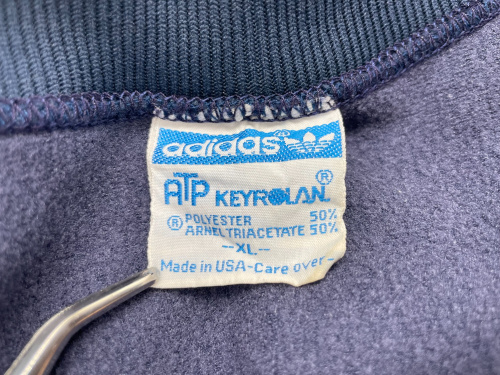 adidas®
ATP KEYROLAN®
® POLYESTER 50%
ARNEL TRIACETATE 50%
--XL--
Made in USA-Care over-